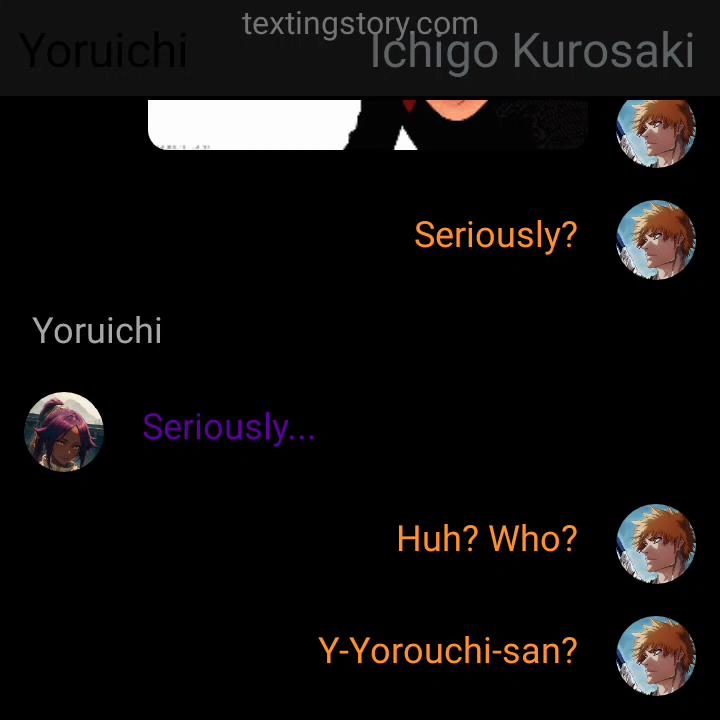 textingstory.com
Yoruichi
Ichigo Kurosaki
Seriously?
Yoruichi
Seriously...
Huh? Who?
Y-Yorouchi-san?